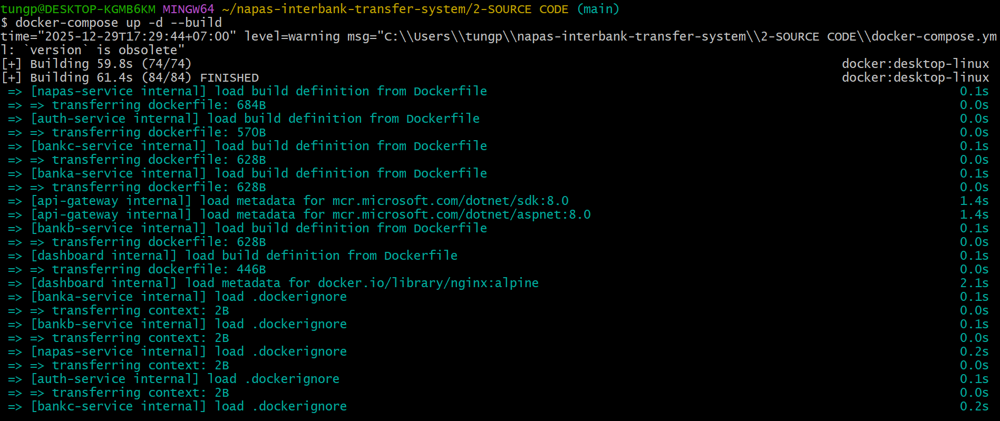 tungp@DESKTOP-KGMB6KM MINGW64 ~/napas-interbank-transfer-system/2-SOURCE CODE (main)
$ docker-compose up -d --build
time="2025-12-29T17:29:44+07:00" level=warning msg="C:\\Users\\tungp\\napas-interbank-transfer-system\\2-SOURCE CODE\\docker-compose.ym
l: `version` is obsolete"
[+] Building 59.8s (74/74) docker:desktop-linux
[+] Building 61.4s (84/84) FINISHED docker:desktop-linux
=> [napas-service internal] load build definition from Dockerfile 0.1s
=> => transferring dockerfile: 684B 0.0s
=> [auth-service internal] load build definition from Dockerfile 0.0s
=> => transferring dockerfile: 570B 0.0s
=> [bankc-service internal] load build definition from Dockerfile 0.1s
=> => transferring dockerfile: 628B 0.0s
=> [banka-service internal] load build definition from Dockerfile 0.1s
=> => transferring dockerfile: 628B 0.0s
=> [api-gateway internal] load metadata for mcr.microsoft.com/dotnet/sdk:8.0 1.4s
=> [api-gateway internal] load metadata for mcr.microsoft.com/dotnet/aspnet:8.0 1.4s
=> [bankb-service internal] load build definition from Dockerfile 0.1s
=> => transferring dockerfile: 628B 0.0s
=> [dashboard internal] load build definition from Dockerfile 0.1s
=> => transferring dockerfile: 446B 0.0s
=> [dashboard internal] load metadata for docker.io/library/nginx:alpine 2.1s
=> [banka-service internal] load .dockerignore 0.1s
=> => transferring context: 2B 0.0s
=> [bankb-service internal] load .dockerignore 0.1s
=> => transferring context: 2B 0.0s
=> [napas-service internal] load .dockerignore 0.2s
=> => transferring context: 2B 0.0s
=> [auth-service internal] load .dockerignore 0.1s
=> => transferring context: 2B 0.0s
=> [bankc-service internal] load .dockerignore 0.2s